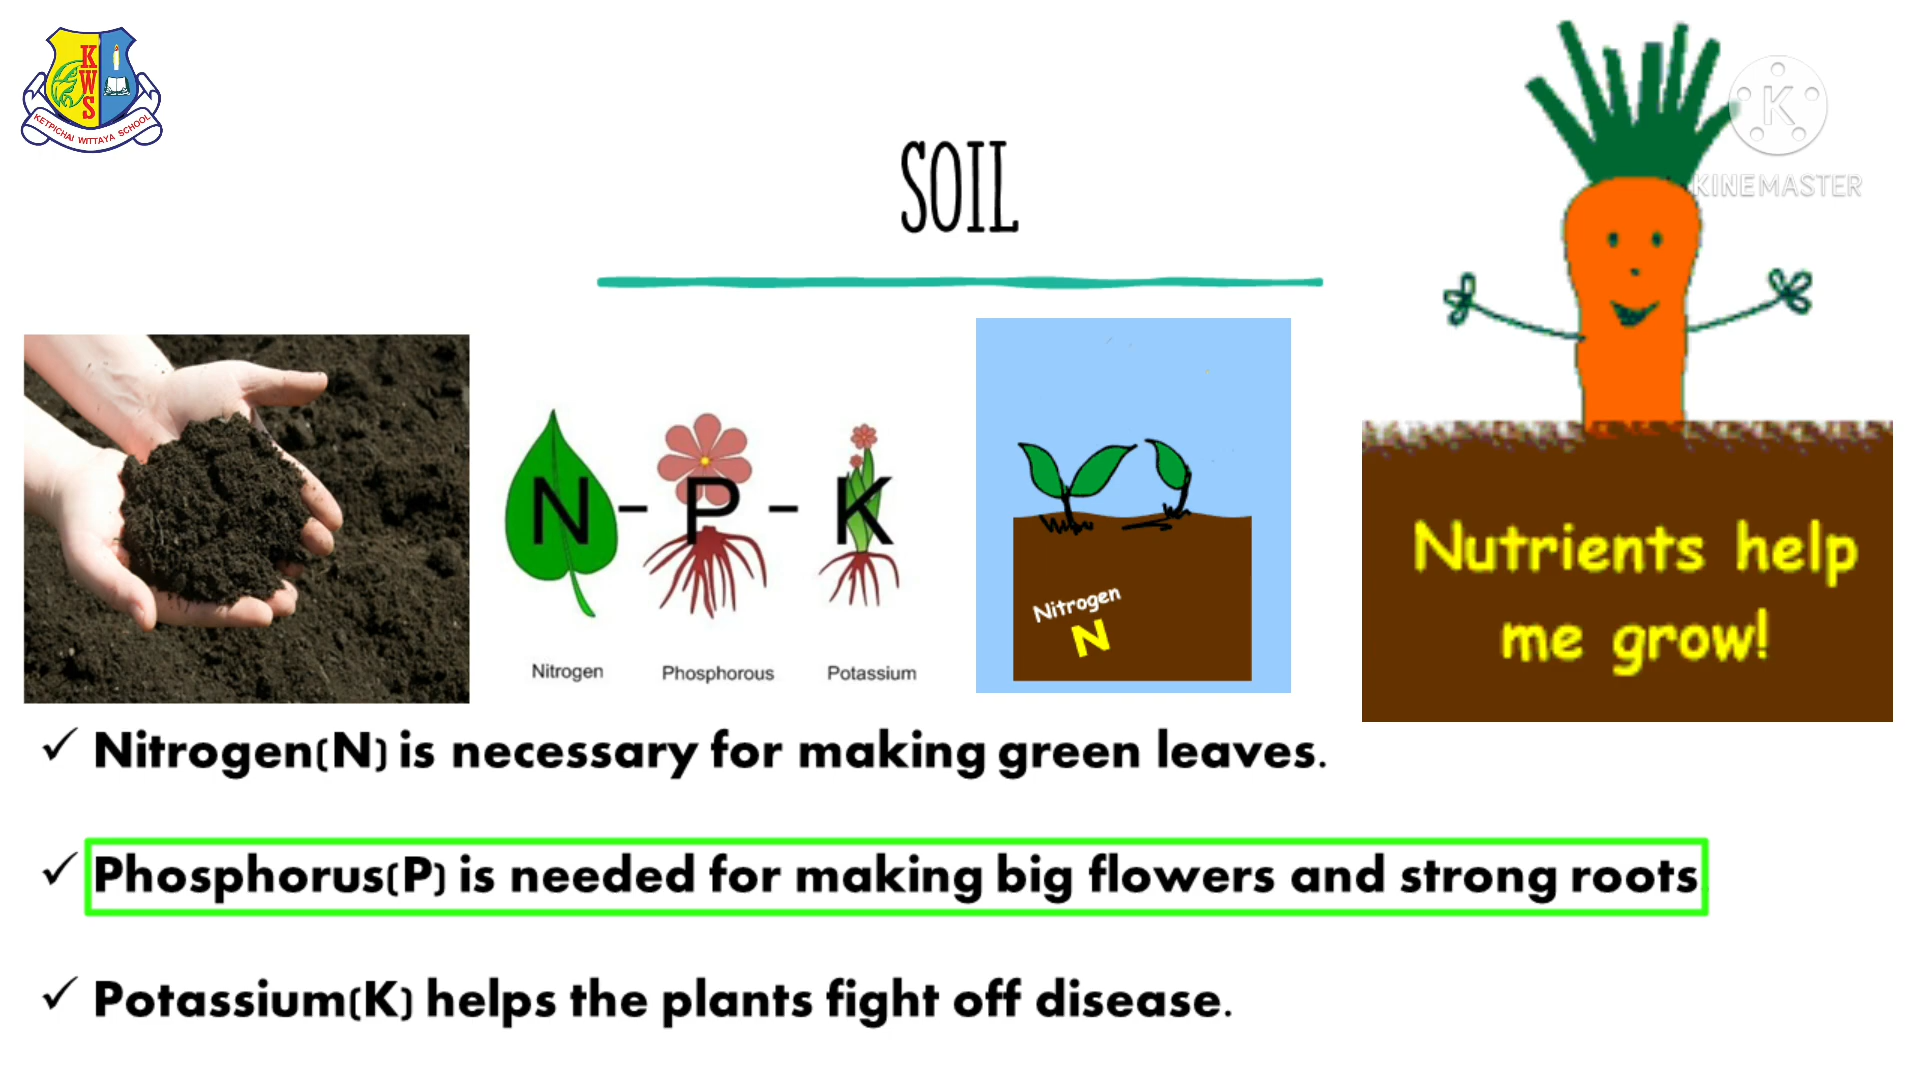 K
W
S
KETPICHAI WITTAYA SCHOOL
K
KINEMASTER
SOIL
N - P - K
Nitrogen Phosphorous Potassium
Nitrogen
N
Nutrients help
me grow!
✓ Nitrogen(N) is necessary for making green leaves.
✓ Phosphorus(P) is needed for making big flowers and strong roots
✓ Potassium(K) helps the plants fight off disease.